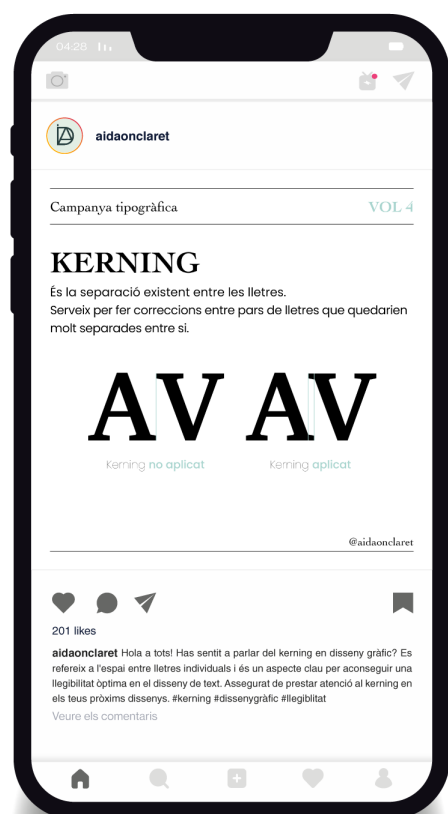 04:28
aidaonclaret
Campanya tipogràfica
VOL 4
KERNING
És la separació existent entre les lletres.
Serveix per fer correccions entre pars de lletres que quedarien
molt separades entre si.
AV AV
Kerning no aplicat
Kerning aplicat
@aidaonclaret
201 likes
aidaonclaret Hola a tots! Has sentit a parlar del kerning en disseny gràfic? Es
refereix a l'espai entre lletres individuals i és un aspecte clau per aconseguir una
llegibilitat òptima en el disseny de text. Assegurat de prestar atenció al kerning en
els teus pròxims dissenys. #kerning #dissenygràfic #llegiblitat
Veure els comentaris